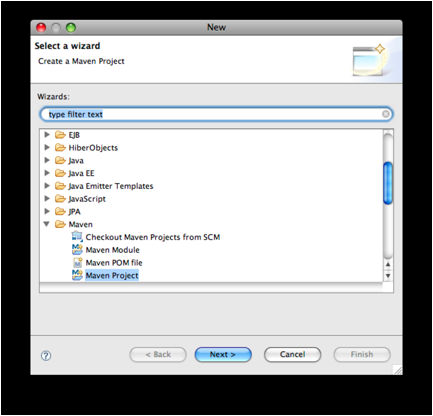 New
Select a wizard
Create a Maven Project
Wizards:
type filter text
EJB
HiberObjects
Java
Java EE
Java Emitter Templates
JavaScript
JPA
Maven
Checkout Maven Projects from SCM
Maven Module
Maven POM file
Maven Project
?
< Back
Next >
Cancel
Finish